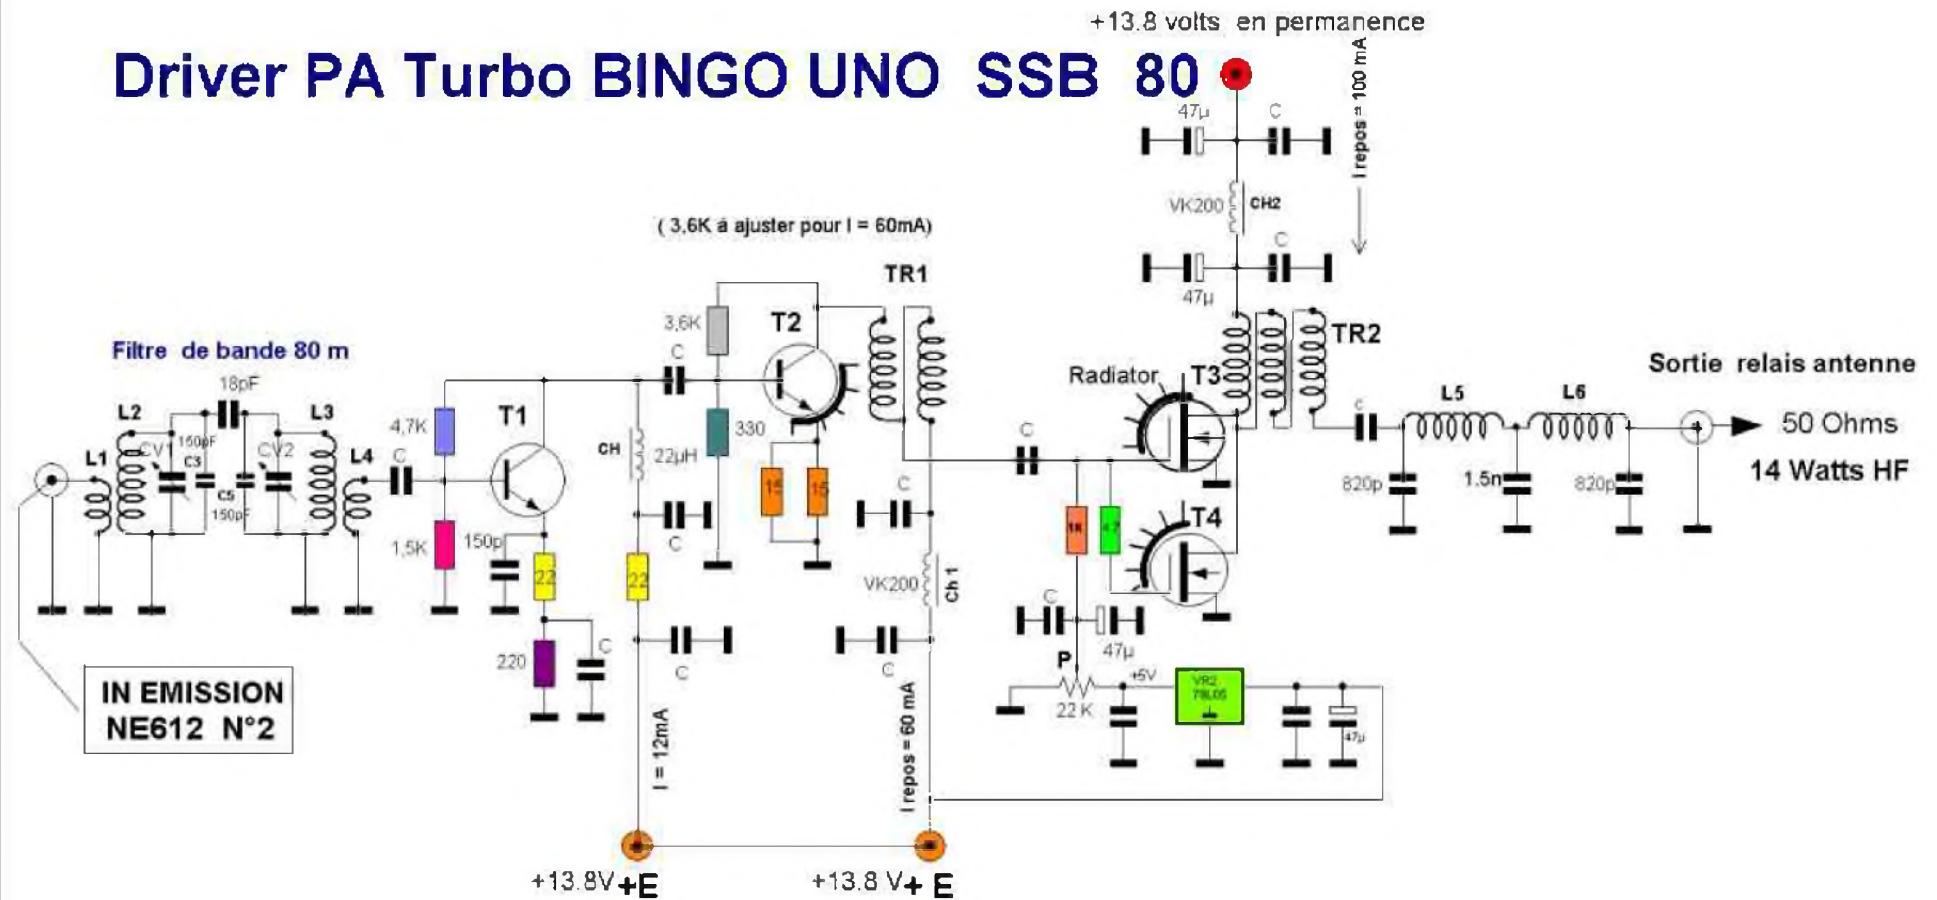 +13.8 volts en permanence
Driver PA Turbo BINGO UNO SSB 80
I repos = 100 mA
47µ
C
VK200
CH2
C
47µ
( 3,6K à ajuster pour I = 60mA)
TR1
3,6K
T2
C
TR2
Filtre de bande 80 m
18pF
L2
L3
L1
CV1
150pF
C3
C5
150pF
CV2
L4
C
4,7K
T1
1,5K
150p
22
220
C
CH
22µH
C
22
C
330
15
15
Radiator
T3
T4
C
C
VK200
Ch 1
C
C
47µ
P
22 K
+5V
VR2
78L05
47µ
C
L5
L6
820p
1.5n
820p
Sortie relais antenne
50 Ohms
14 Watts HF
IN EMISSION
NE612 N°2
I = 12mA
I repos = 60 mA
+13.8V +E
+13.8 V + E